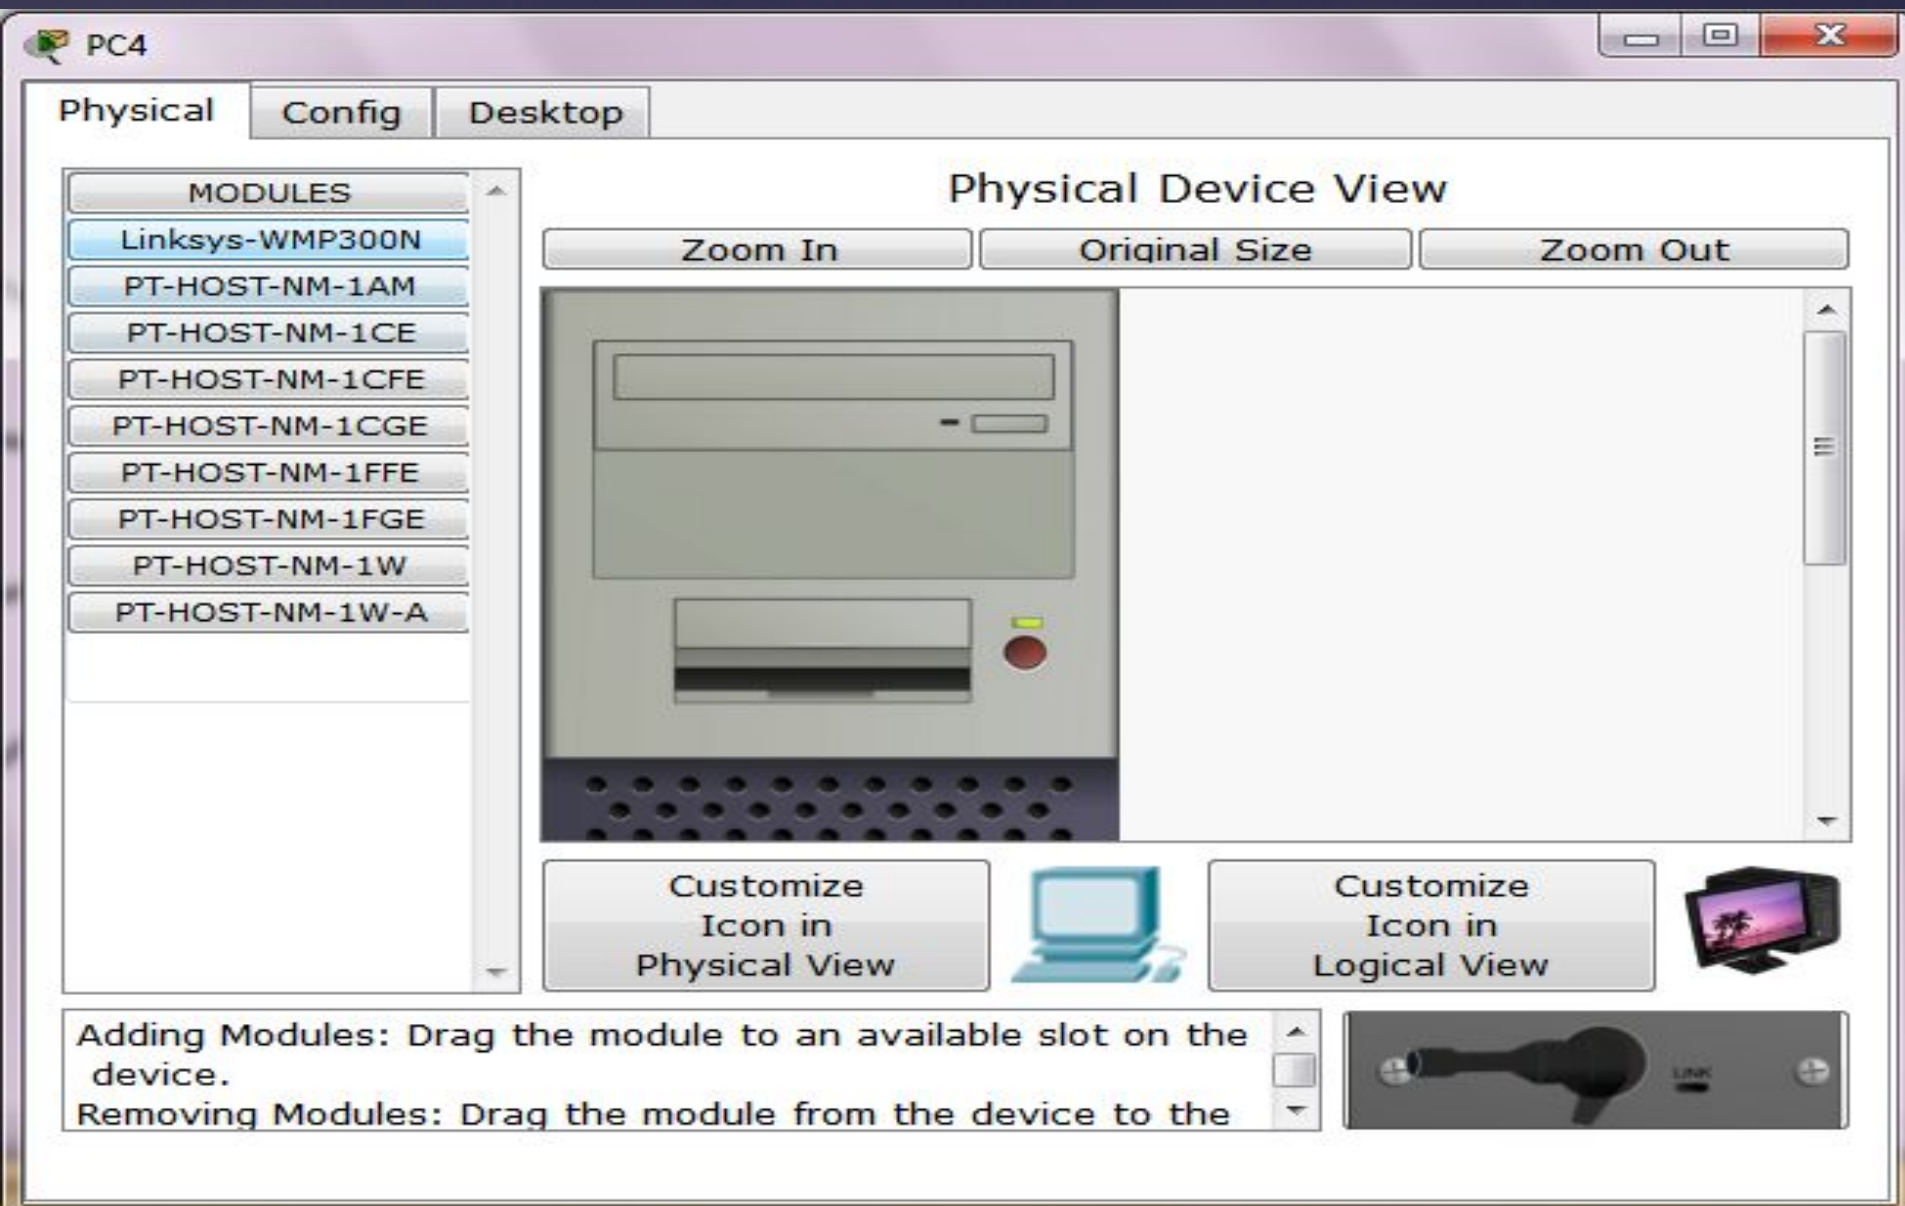 PC4
Physical
Config
Desktop
MODULES
Linksys-WMP300N
PT-HOST-NM-1AM
PT-HOST-NM-1CE
PT-HOST-NM-1CFE
PT-HOST-NM-1CGE
PT-HOST-NM-1FFE
PT-HOST-NM-1FGE
PT-HOST-NM-1W
PT-HOST-NM-1W-A
Physical Device View
Zoom In
Original Size
Zoom Out
Customize
Icon in
Physical View
Customize
Icon in
Logical View
Adding Modules: Drag the module to an available slot on the
device.
Removing Modules: Drag the module from the device to the
LINK